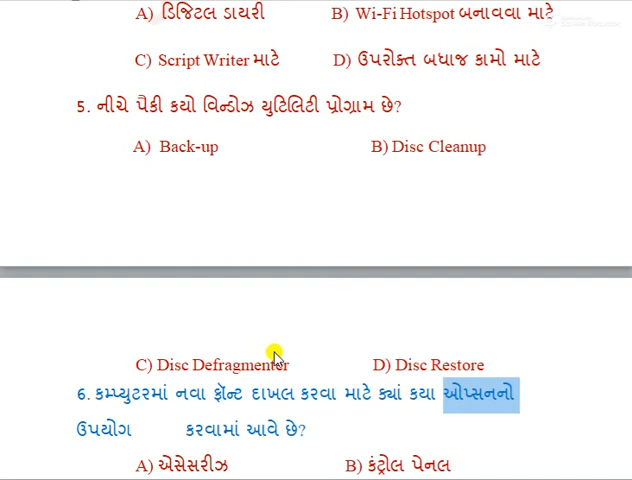 A) ડિજિટલ ડાયરી B) Wi-Fi Hotspot બનાવવા માટે
C) Script Writer માટે D) ઉપરોક્ત બધાજ કામો માટે
5. નીચે પૈકી કયો વિન્ડોઝ યુટિલિટી પ્રોગ્રામ છે?
A) Back-up B) Disc Cleanup
C) Disc Defragmenter D) Disc Restore
6. કમ્પ્યુટરમાં નવા ફૉન્ટ દાખલ કરવા માટે ક્યાં કયા ઓપ્સનનો
ઉપયોગ કરવામાં આવે છે?
A) એસેસરીઝ B) કંટ્રોલ પેનલ